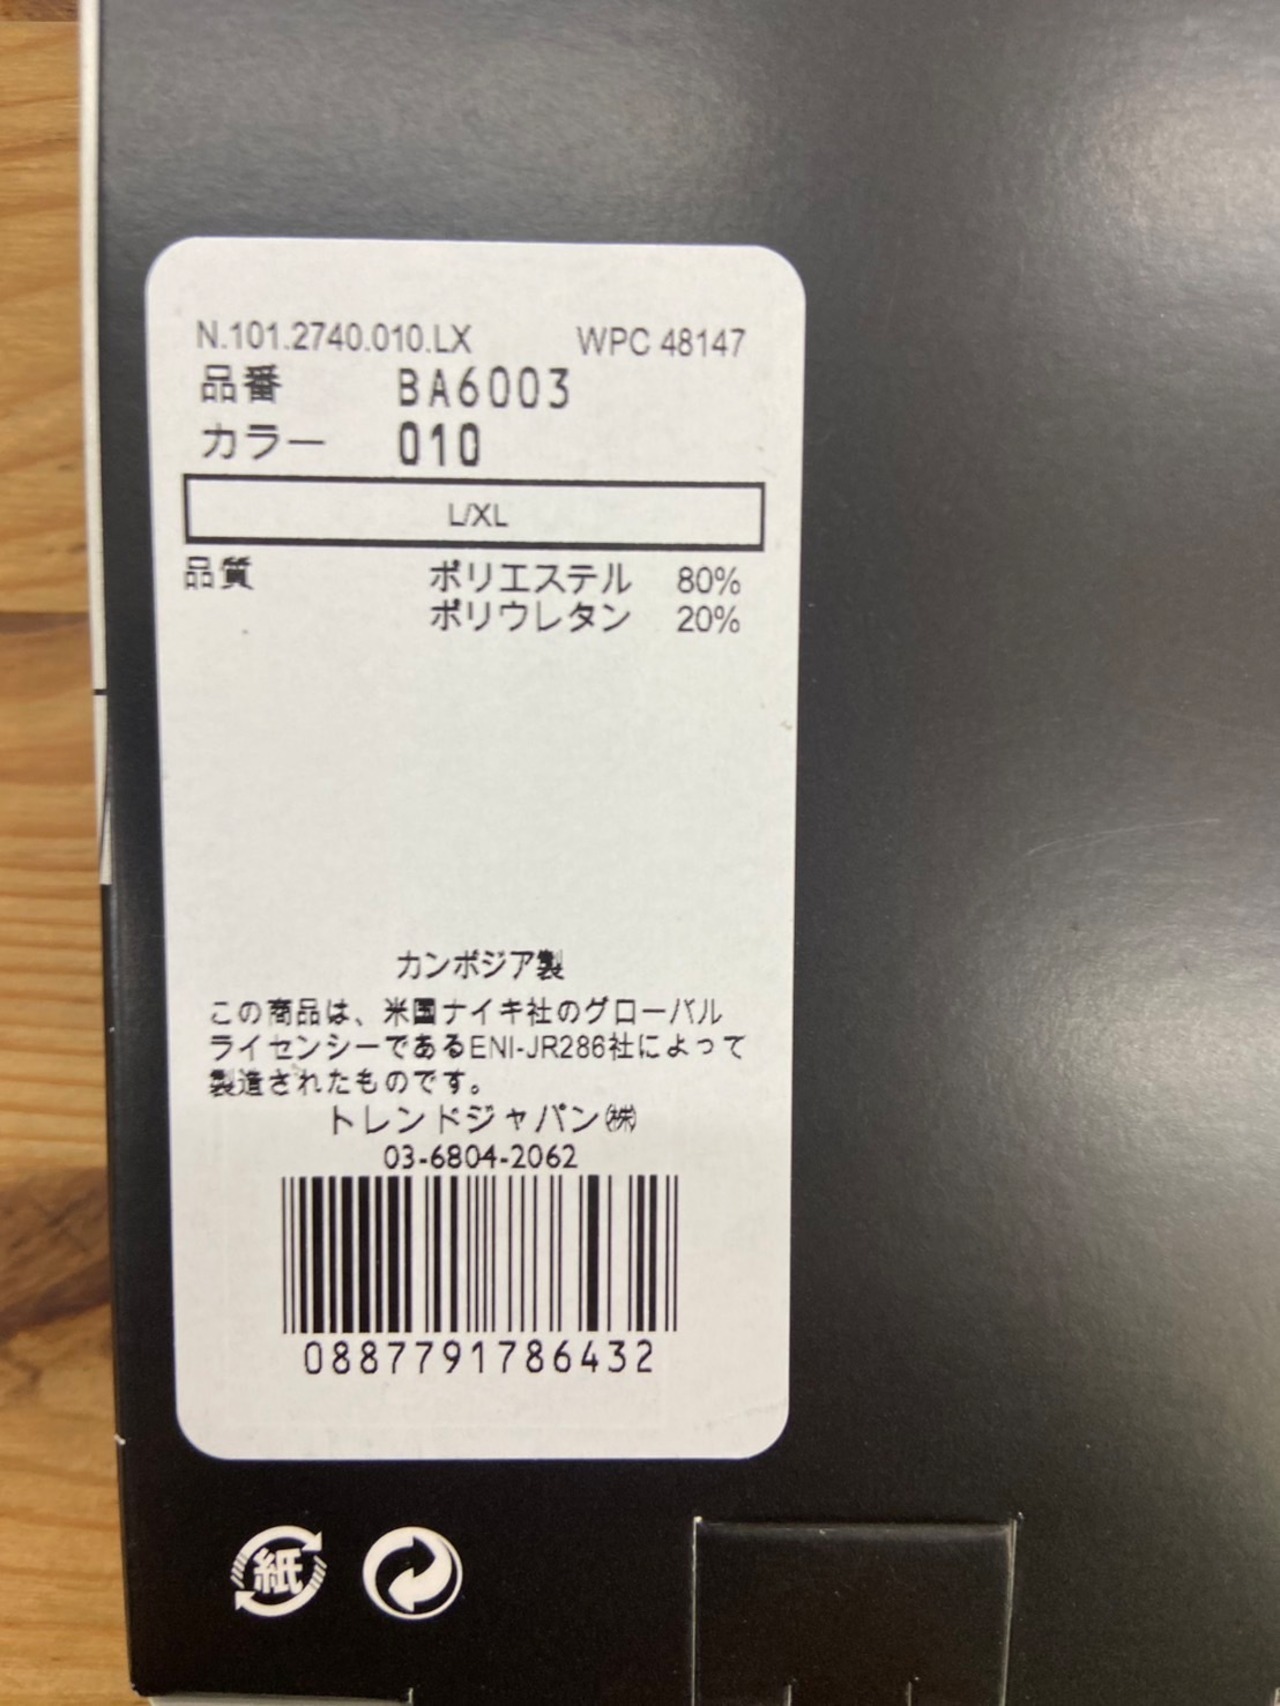 N.101.2740.010.LX WPC 48147
品番 BA6003
カラー 010
L/XL
品質 ポリエステル 80%
ポリウレタン 20%
カンボジア製
この商品は、米国ナイキ社のグローバル
ライセンシーであるENI-JR286社によって
製造されたものです。
トレンドジャパン㈱
03-6804-2062
0887791786432
紙